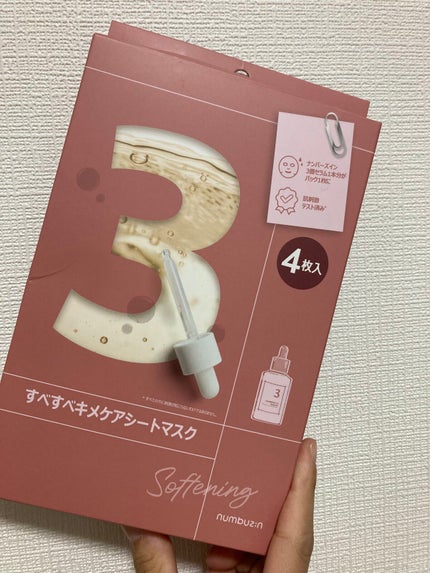 3
ナンバーズイン
3番セラム1本分が
パック1枚に
肌刺激
テスト済み*
4枚入
3
すべすべキメケアシートマスク
Softening
numbuz:n